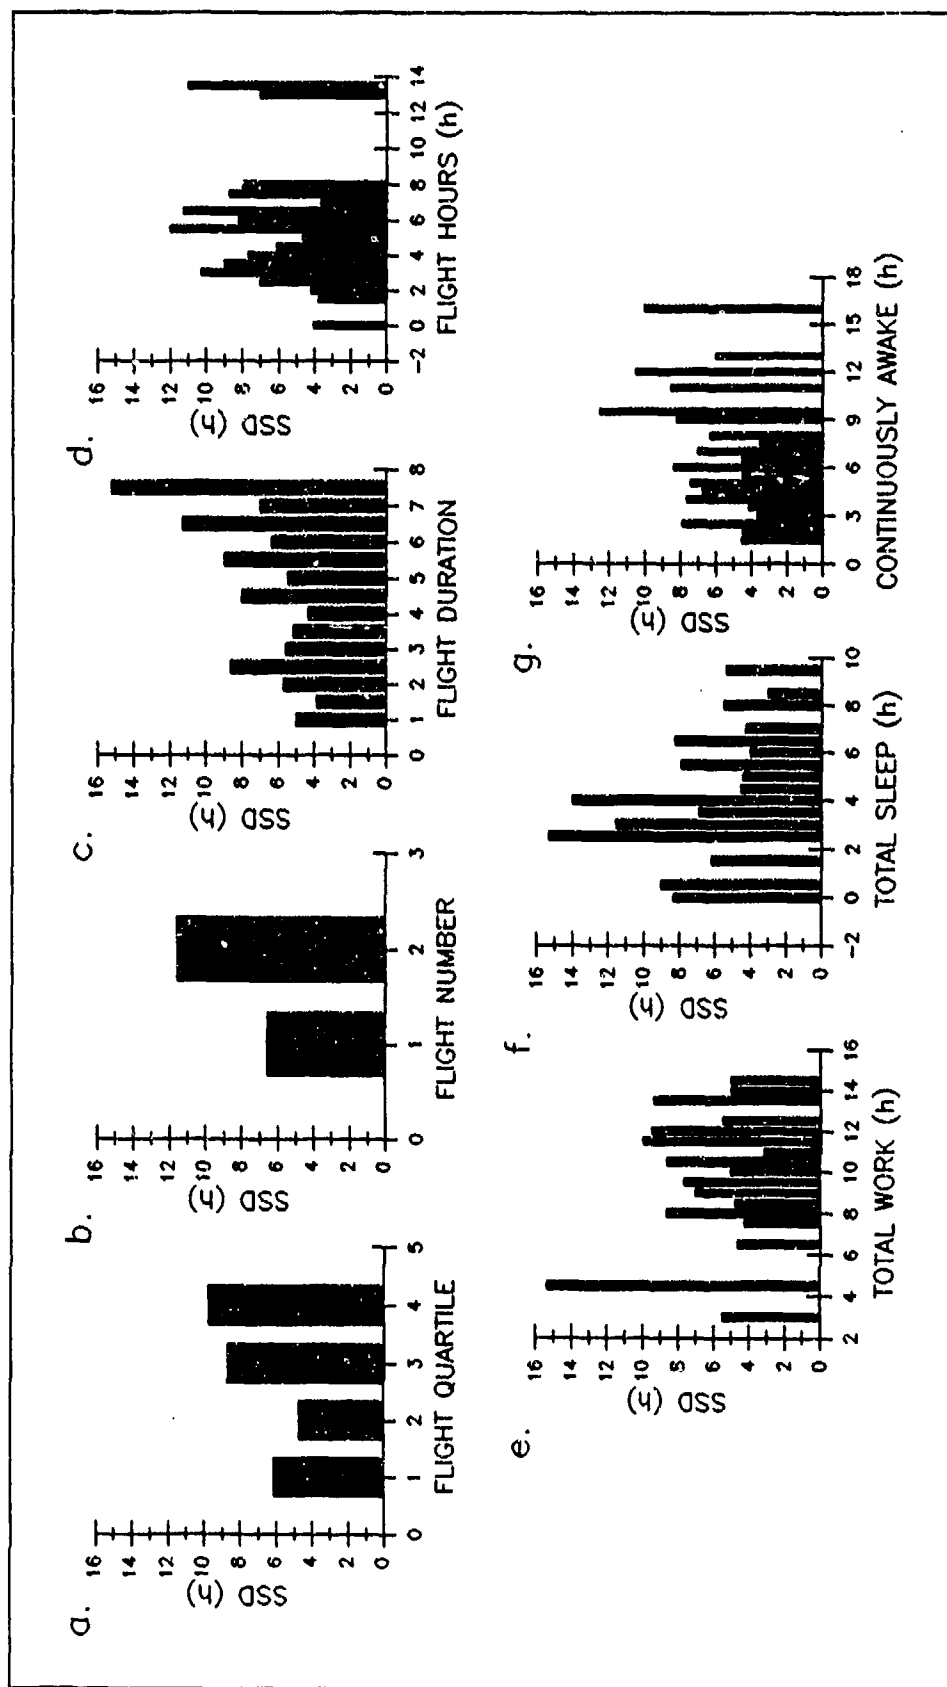 a.
16
14
12
10
8
6
4
2
0
SSD (h)
0 1 2 3 4 5
FLIGHT QUARTILE
b.
16
14
12
10
8
6
4
2
0
SSD (h)
0 1 2 3
FLIGHT NUMBER
c.
16
14
12
10
8
6
4
2
0
SSD (h)
0 1 2 3 4 5 6 7 8
FLIGHT DURATION
d.
16
14
12
10
8
6
4
2
0
SSD (h)
−2 0 2 4 6 8 10 12 14
FLIGHT HOURS (h)
e.
16
14
12
10
8
6
4
2
0
SSD (h)
2 4 6 8 10 12 14 16
TOTAL WORK (h)
f.
16
14
12
10
8
6
4
2
0
SSD (h)
−2 0 2 4 6 8 10
TOTAL SLEEP (h)
g.
16
14
12
10
8
6
4
2
0
SSD (h)
0 3 6 9 12 15 18
CONTINUOUSLY AWAKE (h)